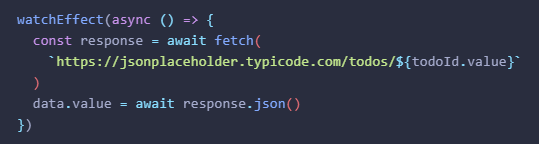 watchEffect(async () => {
  const response = await fetch(
    `https://jsonplaceholder.typicode.com/todos/${todoId.value}`
  )
  data.value = await response.json()
})